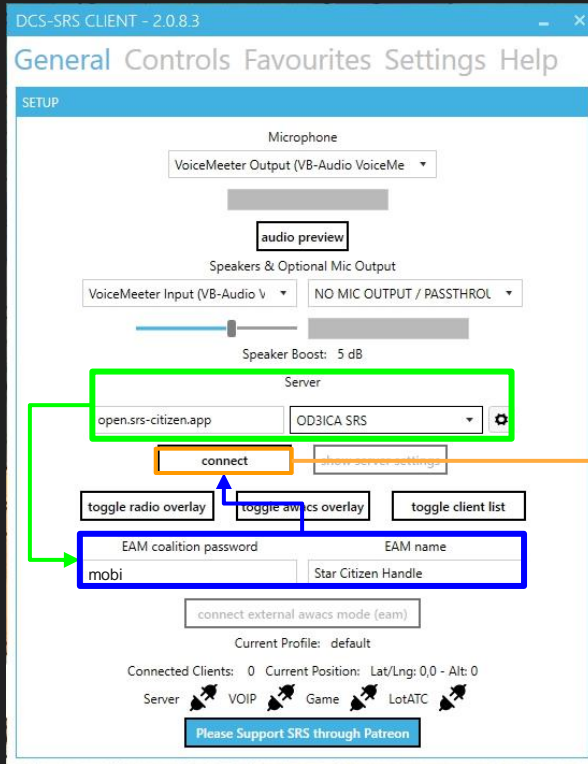 DCS-SRS CLIENT - 2.0.8.3
General Controls Favourites Settings Help
SETUP
Microphone
VoiceMeeter Output (VB-Audio VoiceMe
audio preview
Speakers & Optional Mic Output
VoiceMeeter Input (VB-Audio V NO MIC OUTPUT / PASSTHROU
Speaker Boost: 5 dB
Server
open.srs-citizen.app OD3ICA SRS
connect show server settings
toggle radio overlay toggle awacs overlay toggle client list
EAM coalition password EAM name
mobi Star Citizen Handle
connect external awacs mode (eam)
Current Profile: default
Connected Clients: 0 Current Position: Lat/Lng: 0,0 - Alt: 0
Server VOIP Game LotATC
Please Support SRS through Patreon